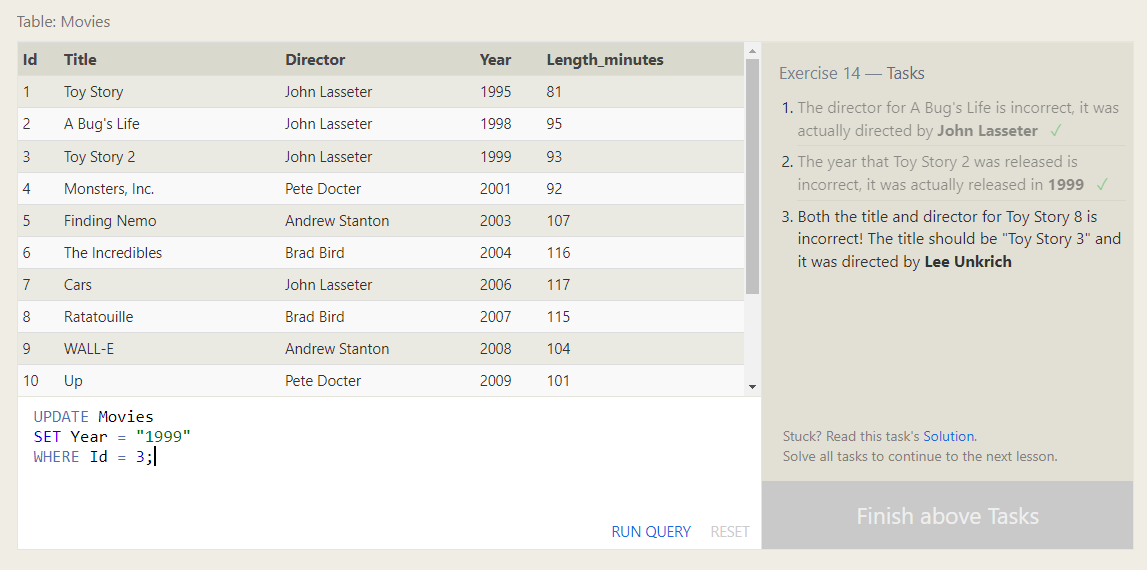 Table: Movies
Id Title Director Year Length_minutes
1 Toy Story John Lasseter 1995 81
2 A Bug's Life John Lasseter 1998 95
3 Toy Story 2 John Lasseter 1999 93
4 Monsters, Inc. Pete Docter 2001 92
5 Finding Nemo Andrew Stanton 2003 107
6 The Incredibles Brad Bird 2004 116
7 Cars John Lasseter 2006 117
8 Ratatouille Brad Bird 2007 115
9 WALL-E Andrew Stanton 2008 104
10 Up Pete Docter 2009 101
UPDATE Movies
SET Year = "1999"
WHERE Id = 3;
RUN QUERY RESET
Exercise 14 — Tasks
1. The director for A Bug's Life is incorrect, it was
actually directed by John Lasseter ✓
2. The year that Toy Story 2 was released is
incorrect, it was actually released in 1999 ✓
3. Both the title and director for Toy Story 8 is
incorrect! The title should be "Toy Story 3" and
it was directed by Lee Unkrich
Stuck? Read this task's Solution.
Solve all tasks to continue to the next lesson.
Finish above Tasks